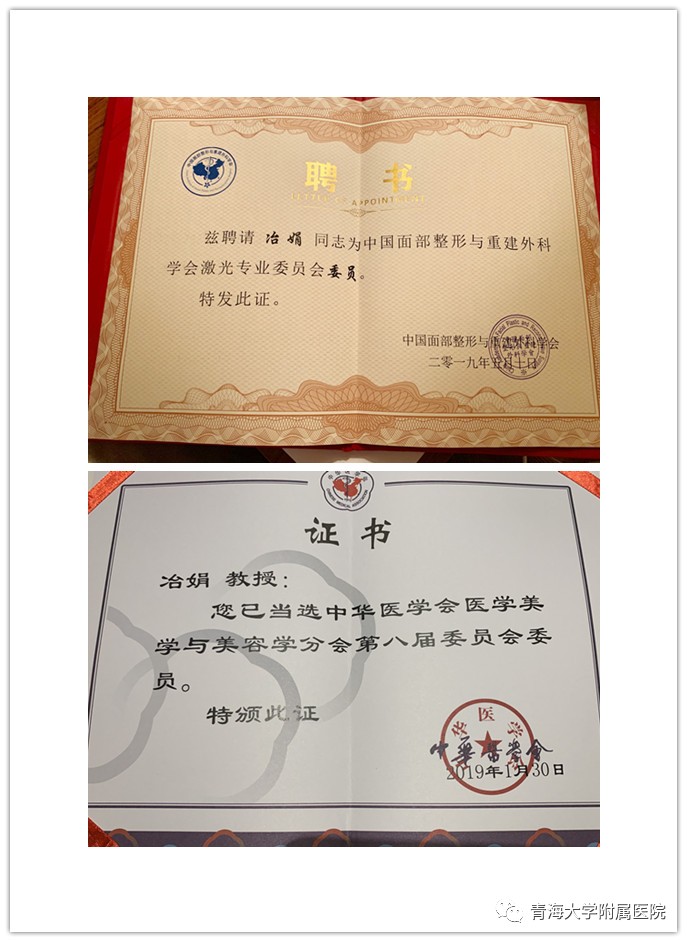 聘 书
LETTER OF APPOINTMENT
兹聘请 冶娟 同志为中国面部整形与重建外科
学会激光专业委员会委员。
特发此证。
中国面部整形与重建外科学会
二零一九年五月十日
CHINESE MEDICAL ASSOCIATION
证 书
冶娟 教授:
您已当选中华医学会医学美
学与美容学分会第八届委员会委
员。
特颁此证
中华医学会
2019年1月30日
青海大学附属医院